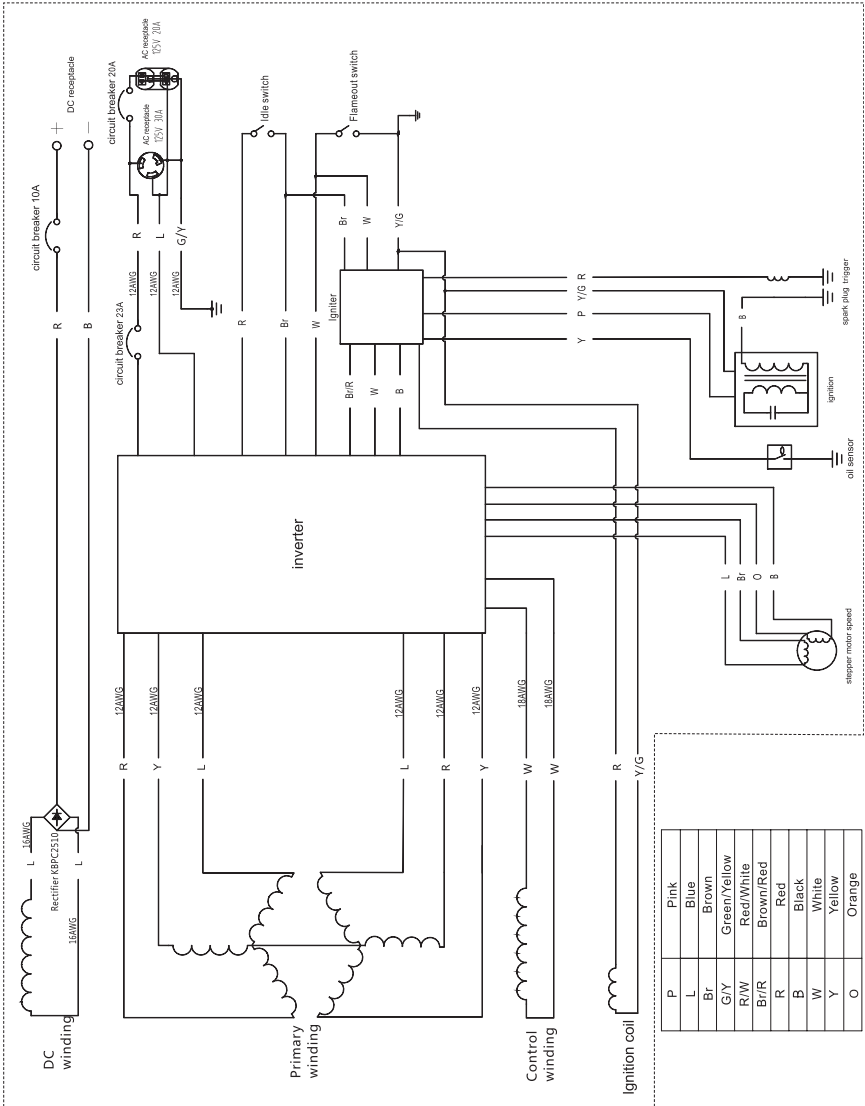 DC
winding
L
16AWG
L
16AWG
Rectifier KBPC2510
R
B
circuit breaker 10A
+
−
DC receptacle
Primary
winding
R
Y
L
L
R
Y
12AWG
12AWG
12AWG
12AWG
12AWG
12AWG
Control
winding
W
W
18AWG
18AWG
Ignition coil
R
Y/G
inverter
circuit breaker 23A
12AWG
12AWG
12AWG
R
L
G/Y
circuit breaker 20A
AC receptacle
125V 30A
AC receptacle
125V 20A
R
Br
W
Idle switch
Flameout switch
Br/R
W
B
Igniter
Br
W
Y/G
R
Y/G
P
Y
spark plug
trigger
B
ignition
oil sensor
L
Br
O
B
stepper motor speed
P Pink
L Blue
Br Brown
G/Y Green/Yellow
R/W Red/White
Br/R Brown/Red
R Red
B Black
W White
Y Yellow
O Orange